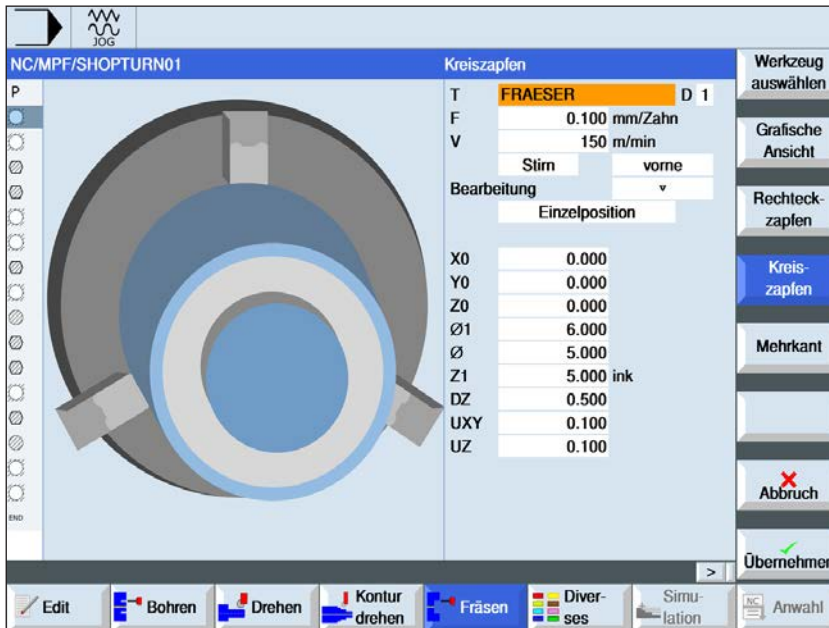 JOG
NC/MPF/SHOPTURN01
Kreiszapfen
P
END
T FRAESER D 1
F 0.100 mm/Zahn
V 150 m/min
Stirn vorne
Bearbeitung ▿
Einzelposition
X0 0.000
Y0 0.000
Z0 0.000
Ø1 6.000
Ø 5.000
Z1 5.000 ink
DZ 0.500
UXY 0.100
UZ 0.100
Werkzeug
auswählen
Grafische
Ansicht
Rechteck-
zapfen
Kreis-
zapfen
Mehrkant
Abbruch
Übernehmen
>
Edit
Bohren
Drehen
Kontur
drehen
Fräsen
Diver-
ses
Simu-
lation
NC
Anwahl